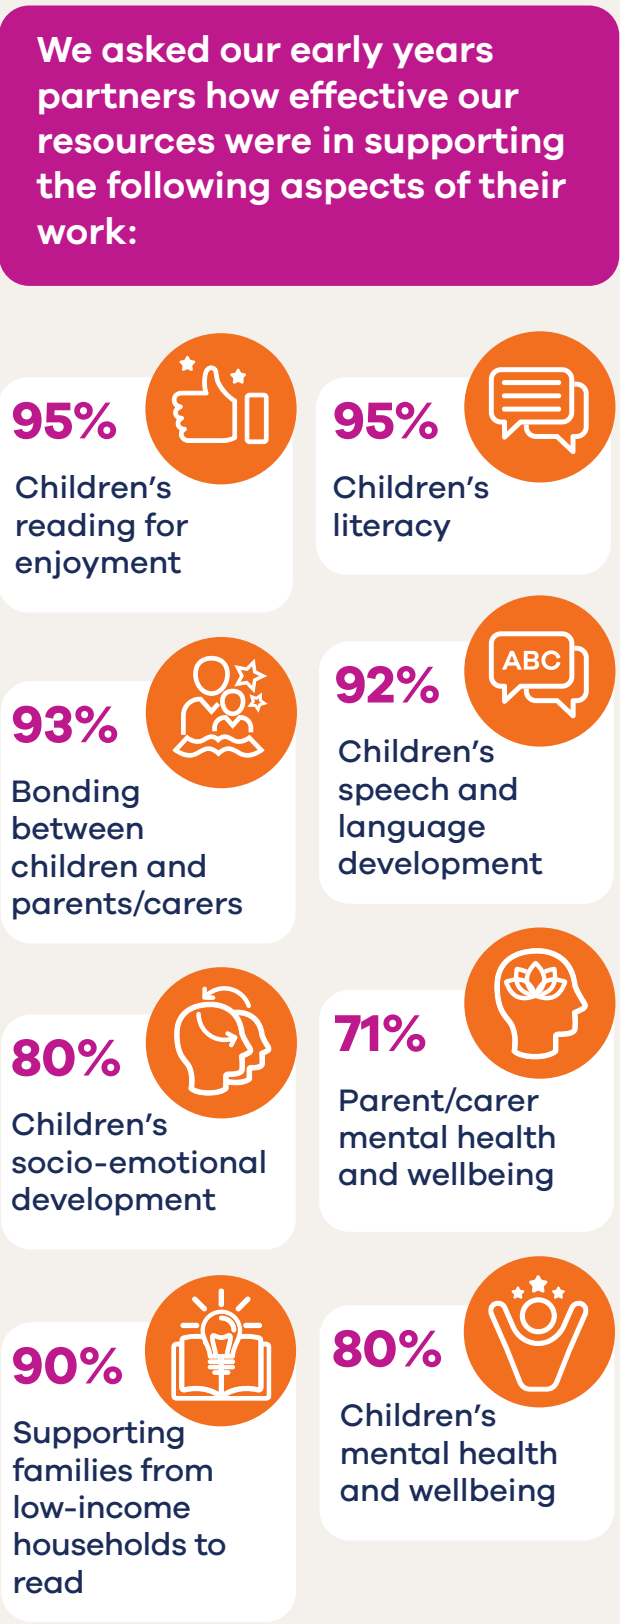 We asked our early years
partners how effective our
resources were in supporting
the following aspects of their
work:
95%
Children's
reading for
enjoyment
95%
Children's
literacy
93%
Bonding
between
children and
parents/carers
ABC
92%
Children's
speech and
language
development
80%
Children's
socio-emotional
development
71%
Parent/carer
mental health
and wellbeing
90%
Supporting
families from
low-income
households to
read
80%
Children's
mental health
and wellbeing